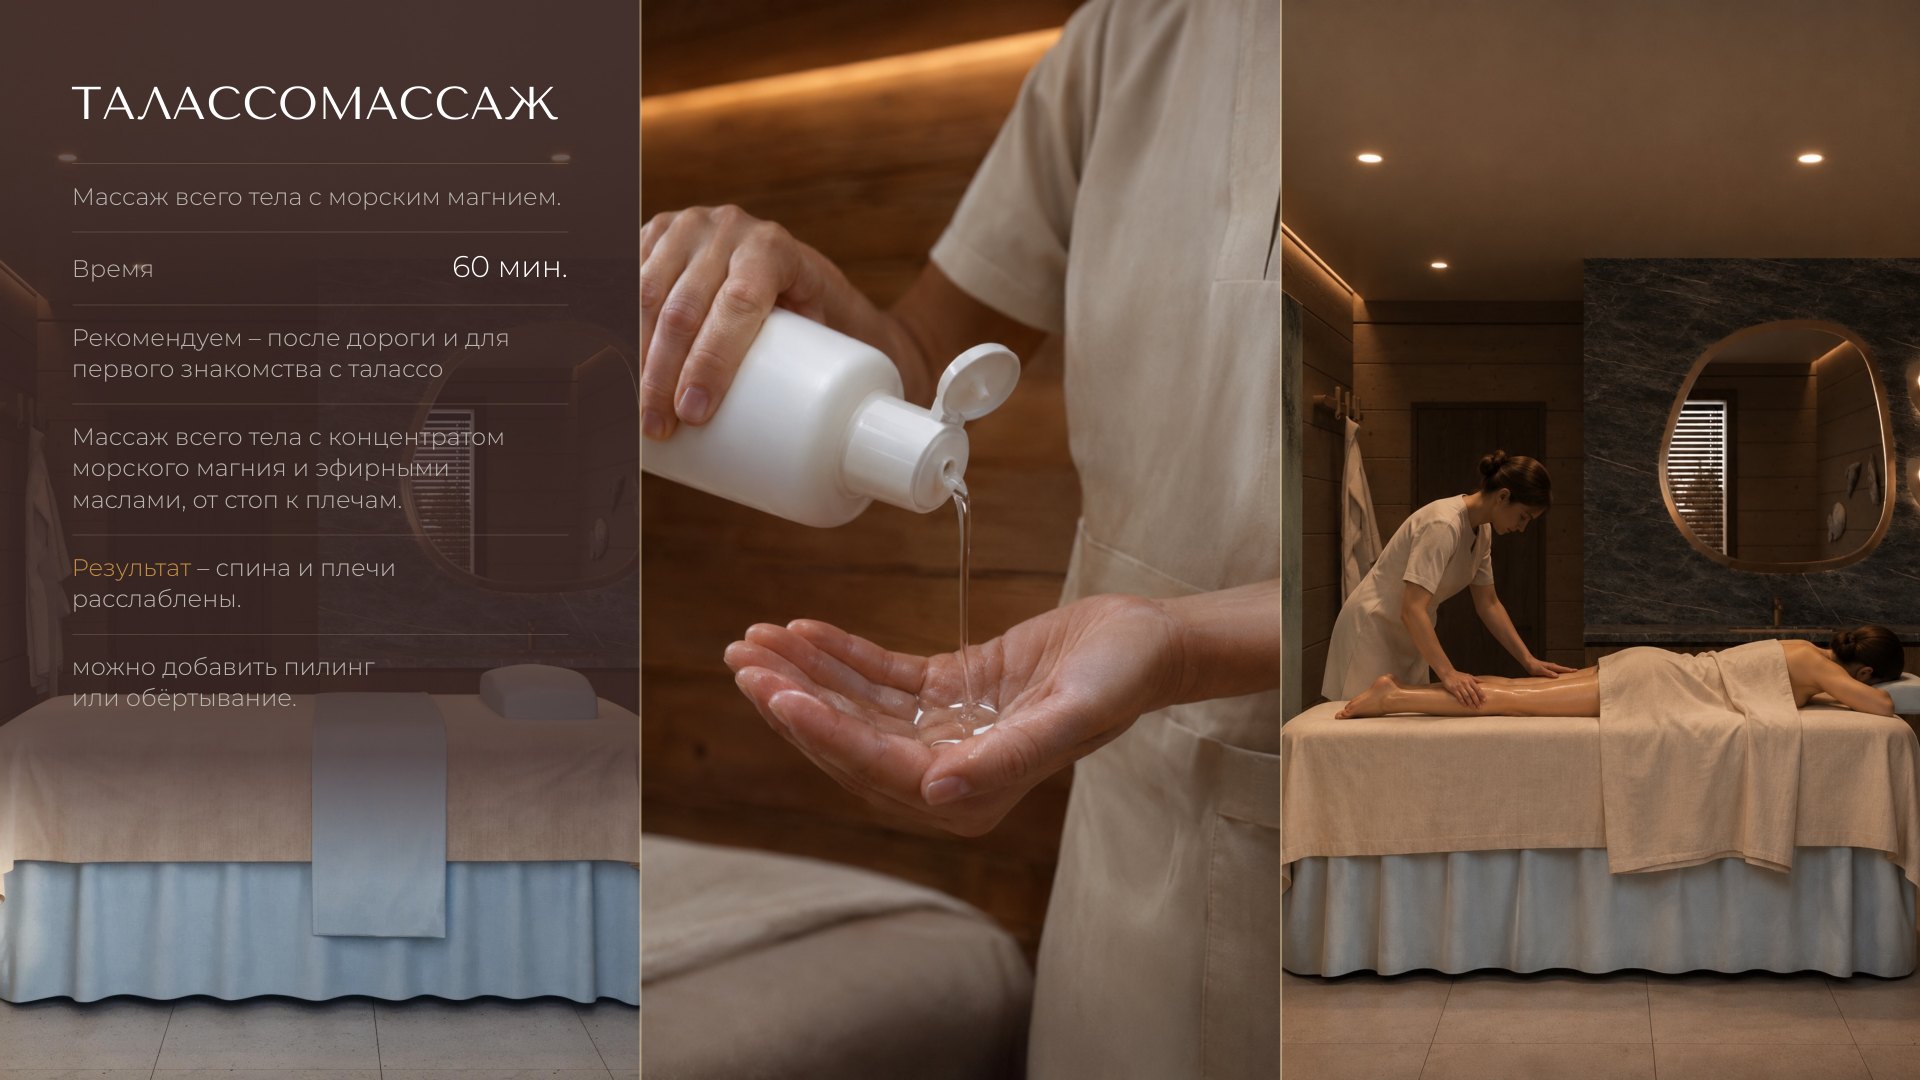 ТАЛАССОМАССАЖ
Массаж всего тела с морским магнием.
Время 60 мин.
Рекомендуем – после дороги и для
первого знакомства с талассо
Массаж всего тела с концентратом
морского магния и эфирными
маслами, от стоп к плечам.
Результат – спина и плечи
расслаблены.
можно добавить пилинг
или обёртывание.